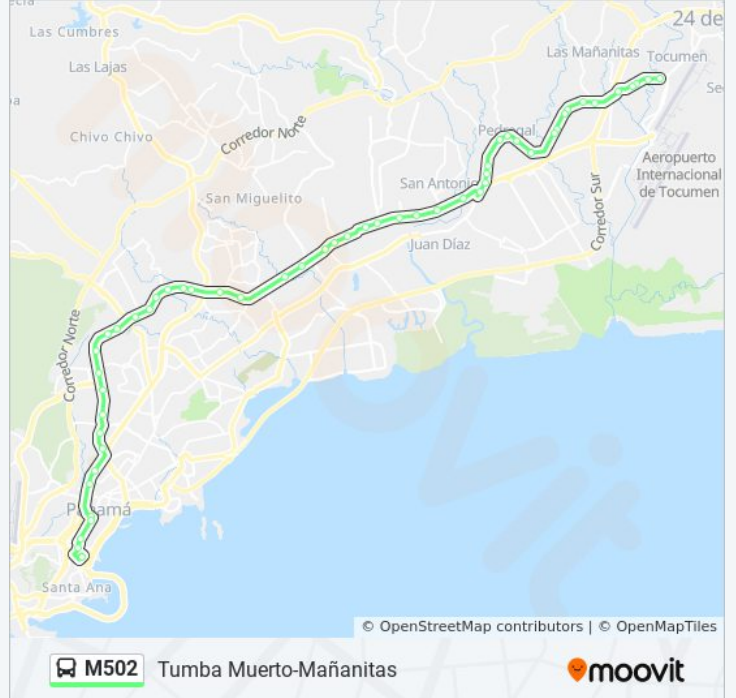 ecia
24 de
Las Cumbres
Las Mañanitas
Tocumen
Las Lajas
Se
a
Corredor Norte
Chivo Chivo
Pedregal
Aeropuerto
Internacional
de Tocumen
San Antonio
San Miguelito
Corredor Sur
Juan Díaz
Corredor Norte
Panamá
Santa Ana
© OpenStreetMap contributors | © OpenMapTiles
M502 Tumba Muerto-Mañanitas
moovit